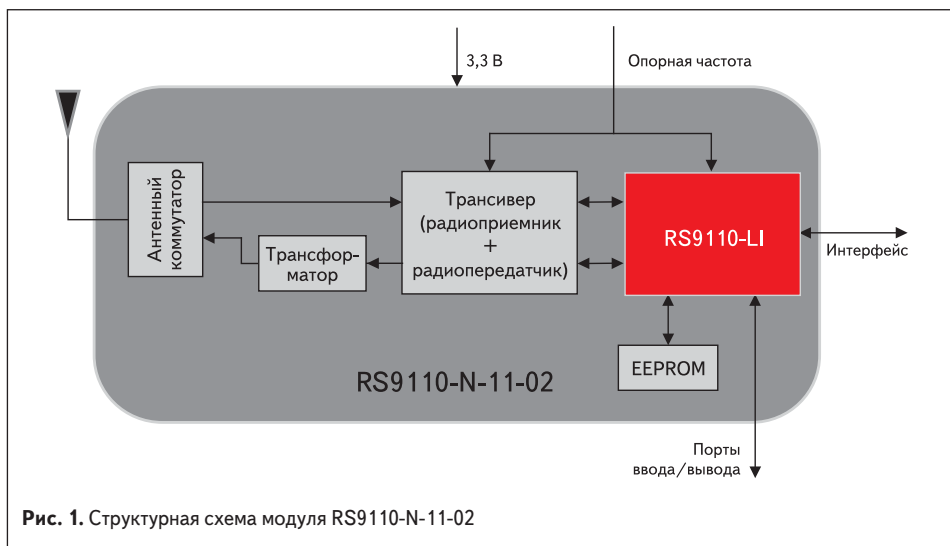 3,3 В
Опорная частота
Антенный
коммутатор
Трансфор-
матор
Трансивер
(радиоприемник
+
радиопередатчик)
RS9110-LI
Интерфейс
EEPROM
RS9110-N-11-02
Порты
ввода/вывода
Рис. 1. Структурная схема модуля RS9110-N-11-02